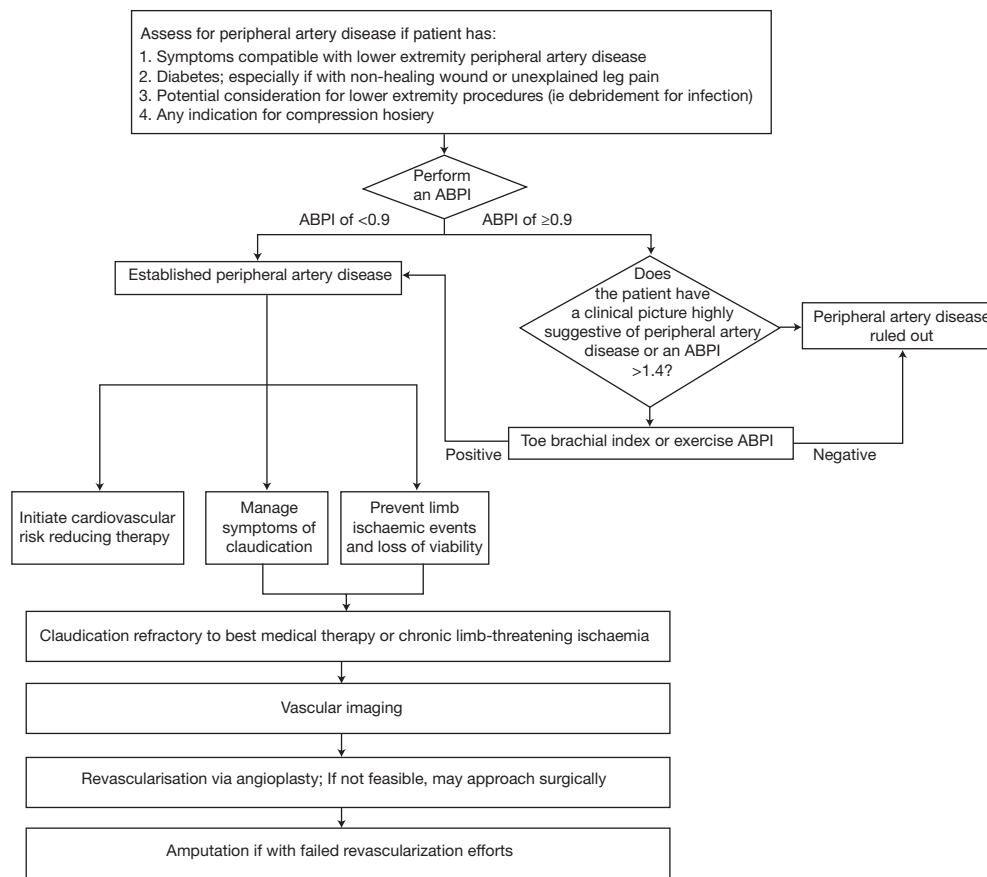 Assess for peripheral artery disease if patient has:
1. Symptoms compatible with lower extremity peripheral artery disease
2. Diabetes; especially if with non-healing wound or unexplained leg pain
3. Potential consideration for lower extremity procedures (ie debridement for infection)
4. Any indication for compression hosiery
Perform
an ABPI
ABPI of <0.9
ABPI of ≥0.9
Established peripheral artery disease
Does
the patient have
a clinical picture highly
suggestive of peripheral artery
disease or an ABPI
>1.4?
Peripheral artery disease
ruled out
Toe brachial index or exercise ABPI
Positive
Negative
Initiate cardiovascular
risk reducing therapy
Manage
symptoms of
claudication
Prevent limb
ischaemic events
and loss of viability
Claudication refractory to best medical therapy or chronic limb-threatening ischaemia
Vascular imaging
Revascularisation via angioplasty; If not feasible, may approach surgically
Amputation if with failed revascularization efforts